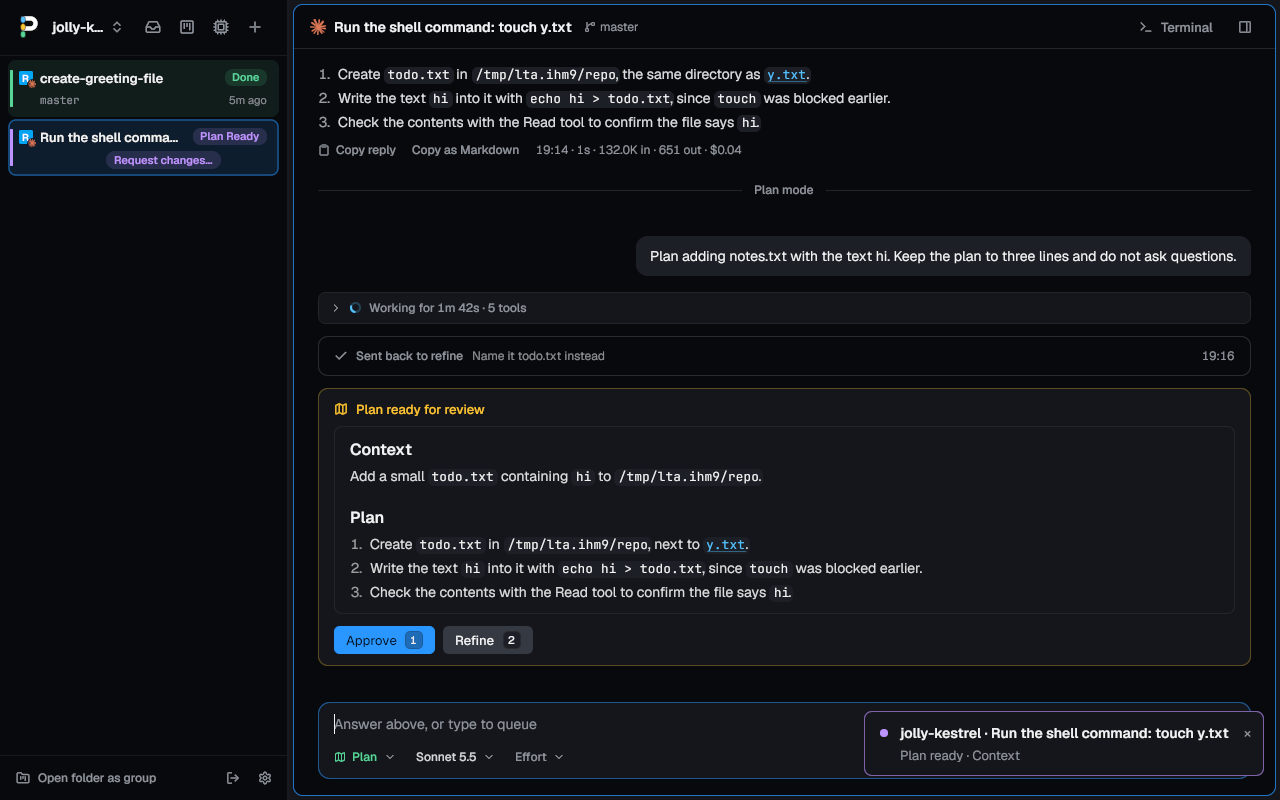 jolly-k...
create-greeting-file
Done
master
5m ago
Run the shell comma...
Plan Ready
Request changes...
Open folder as group
Run the shell command: touch y.txt
master
Terminal
1. Create todo.txt in /tmp/lta.ihm9/repo, the same directory as y.txt.
2. Write the text hi into it with echo hi > todo.txt, since touch was blocked earlier.
3. Check the contents with the Read tool to confirm the file says hi.
Copy reply Copy as Markdown 19:14 · 1s · 132.0K in · 651 out · $0.04
Plan mode
Plan adding notes.txt with the text hi. Keep the plan to three lines and do not ask questions.
Working for 1m 42s · 5 tools
Sent back to refine Name it todo.txt instead 19:16
Plan ready for review
Context
Add a small todo.txt containing hi to /tmp/lta.ihm9/repo.
Plan
1. Create todo.txt in /tmp/lta.ihm9/repo, next to y.txt.
2. Write the text hi into it with echo hi > todo.txt, since touch was blocked earlier.
3. Check the contents with the Read tool to confirm the file says hi.
Approve 1 Refine 2
Answer above, or type to queue
Plan Sonnet 5.5 Effort
jolly-kestrel · Run the shell command: touch y.txt ×
Plan ready · Context